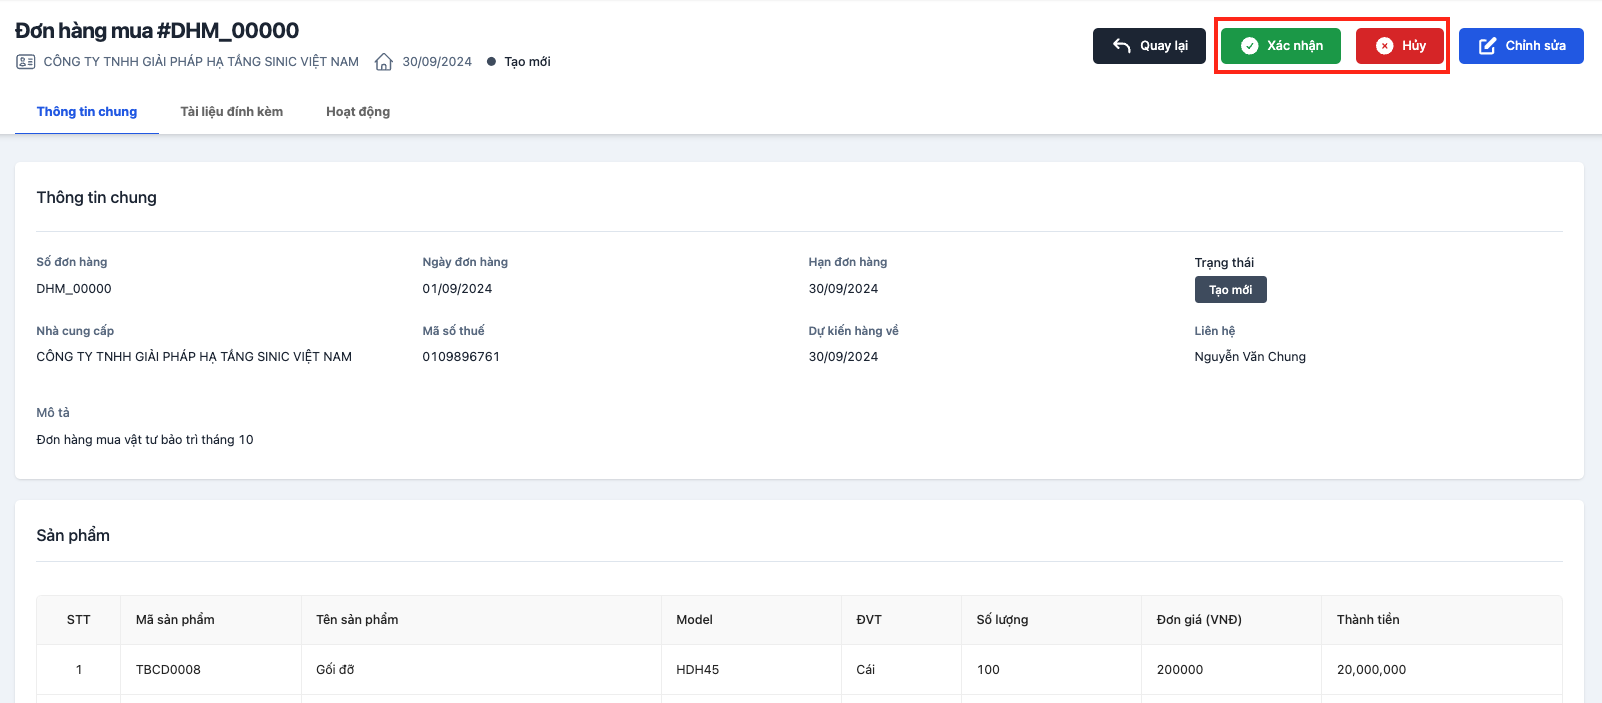 Đơn hàng mua #DHM_00000
CÔNG TY TNHH GIẢI PHÁP HẠ TẦNG SINIC VIỆT NAM 30/09/2024 Tạo mới
Quay lại Xác nhận Hủy Chỉnh sửa
Thông tin chung Tài liệu đính kèm Hoạt động
Thông tin chung
Số đơn hàng Ngày đơn hàng Hạn đơn hàng Trạng thái
DHM_00000 01/09/2024 30/09/2024 Tạo mới
Nhà cung cấp Mã số thuế Dự kiến hàng về Liên hệ
CÔNG TY TNHH GIẢI PHÁP HẠ TẦNG SINIC VIỆT NAM 0109896761 30/09/2024 Nguyễn Văn Chung
Mô tả
Đơn hàng mua vật tư bảo trì tháng 10
Sản phẩm
STT Mã sản phẩm Tên sản phẩm Model ĐVT Số lượng Đơn giá (VNĐ) Thành tiền
1 TBCD0008 Gối đỡ HDH45 Cái 100 200000 20,000,000